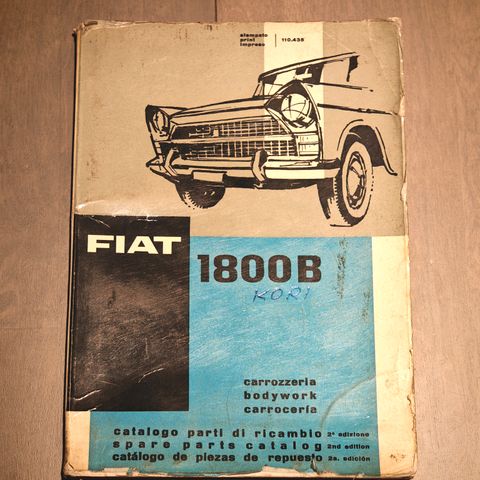 stampato
print
impreso
110.435
FIAT
1800B
KORI
carrozzeria
bodywork
carrocería
catalogo parti di ricambio 2ª edizione
spare parts catalog 2nd edition
catálogo de piezas de repuesto 2a. edición